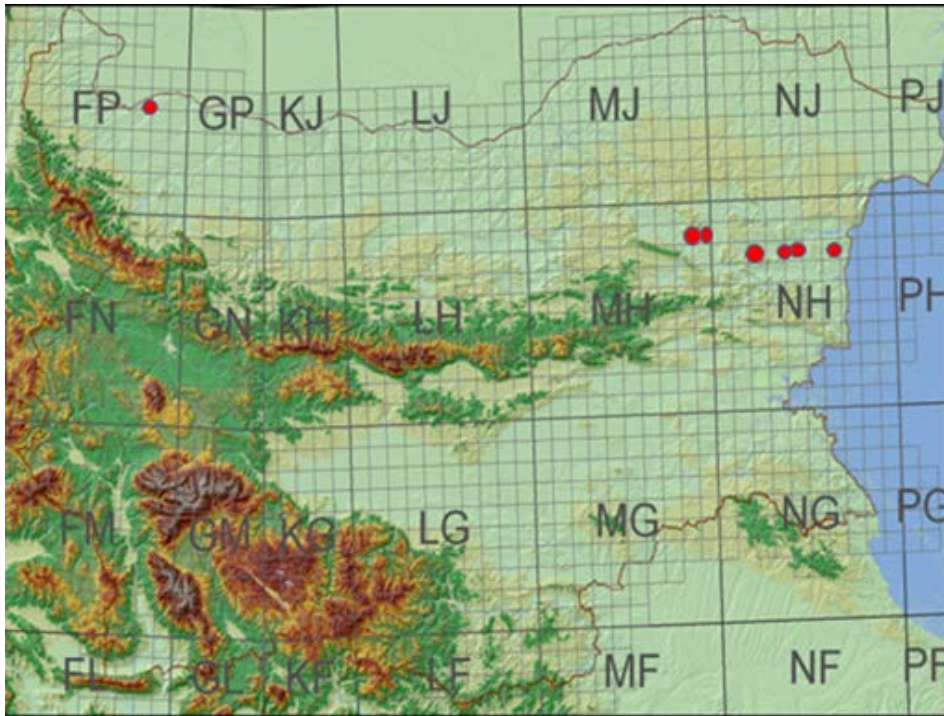 FP GP KJ LJ MJ NJ PJ
FN GN KH LH MH NH PH
FM GM KG LG MG NG PG
FL GL KF LF MF NF PF